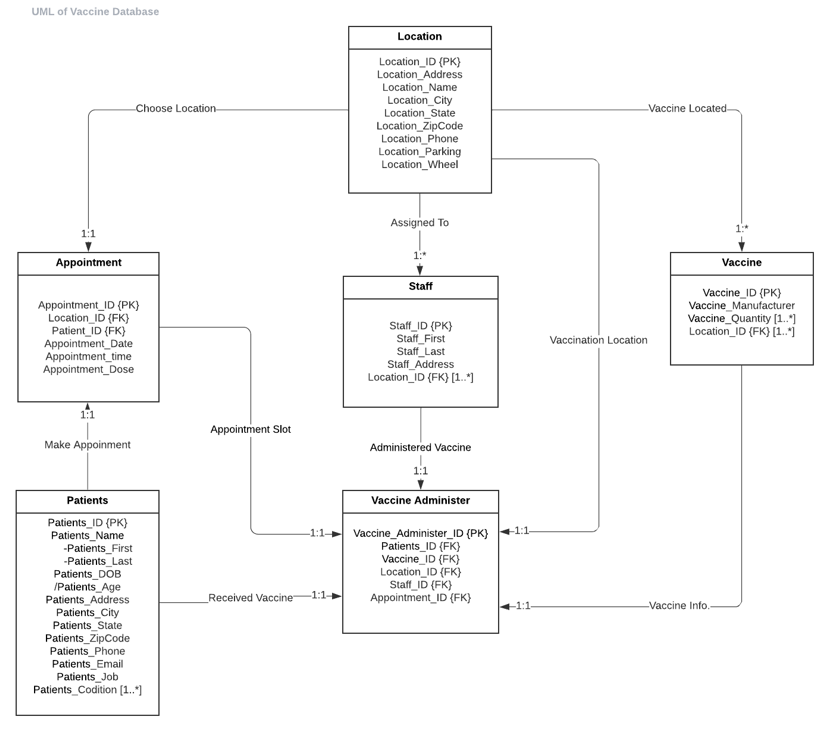 UML of Vaccine Database
Location
Location_ID {PK}
Location_Address
Location_Name
Location_City
Location_State
Location_ZipCode
Location_Phone
Location_Parking
Location_Wheel
Choose Location
Vaccine Located
Assigned To
1:1
1:*
1:*
Appointment
Appointment_ID {PK}
Location_ID {FK}
Patient_ID {FK}
Appointment_Date
Appointment_time
Appointment_Dose
Staff
Staff_ID {PK}
Staff_First
Staff_Last
Staff_Address
Location_ID {FK} [1..*]
Vaccine
Vaccine_ID {PK}
Vaccine_Manufacturer
Vaccine_Quantity [1..*]
Location_ID {FK} [1..*]
Vaccination Location
1:1
Make Appoinment
Appointment Slot
Administered Vaccine
1:1
Patients
Patients_ID {PK}
Patients_Name
-Patients_First
-Patients_Last
Patients_DOB
/Patients_Age
Patients_Address
Patients_City
Patients_State
Patients_ZipCode
Patients_Phone
Patients_Email
Patients_Job
Patients_Codition [1..*]
Vaccine Administer
Vaccine_Administer_ID {PK}
Patients_ID {FK}
Vaccine_ID {FK}
Location_ID {FK}
Staff_ID {FK}
Appointment_ID {FK}
1:1
1:1
Received Vaccine
1:1
1:1
Vaccine Info.